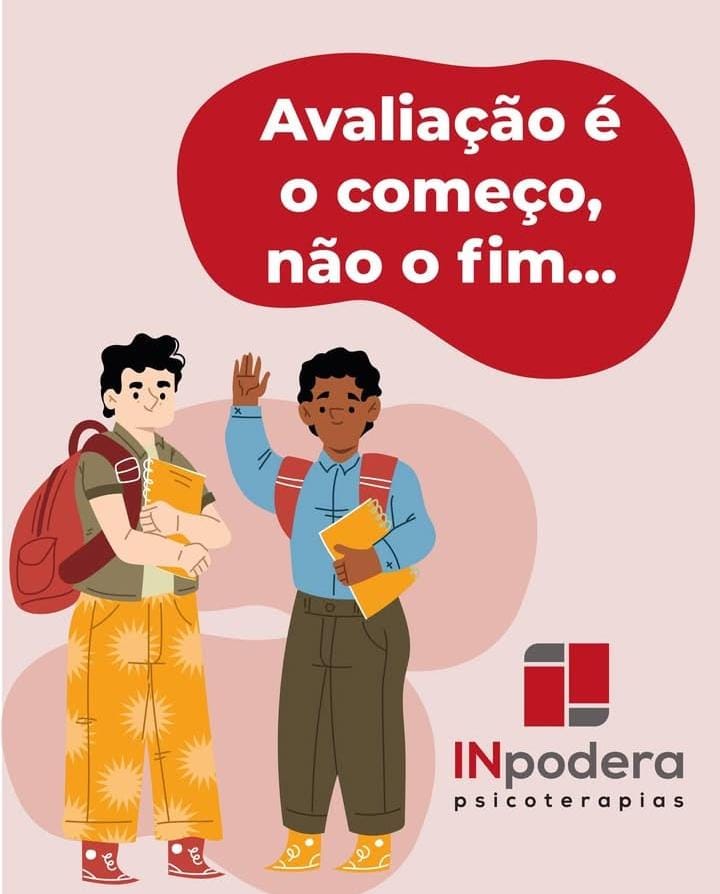 Avaliação é
o começo,
não o fim...
INpodera
psicoterapias